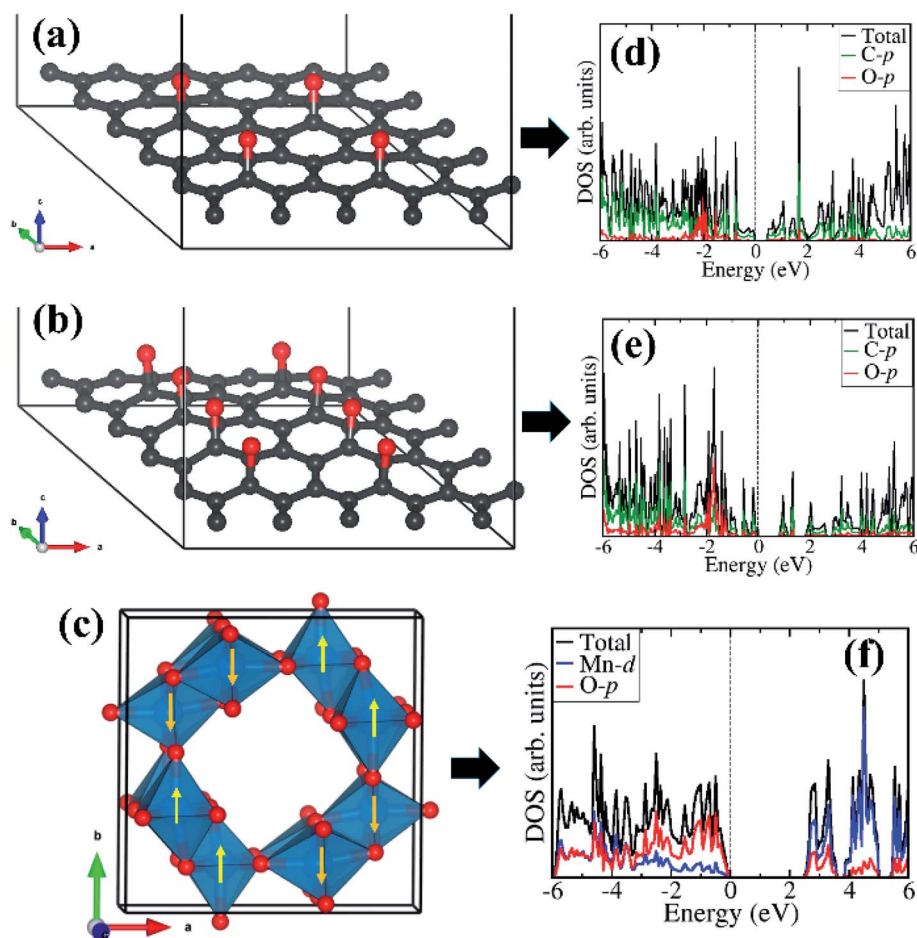 (a)
c
b
a
(d)
Total
C-p
O-p
DOS (arb. units)
-6 -4 -2 0 2 4 6
Energy (eV)
(b)
c
b
a
(e)
Total
C-p
O-p
DOS (arb. units)
-6 -4 -2 0 2 4 6
Energy (eV)
(c)
b
c
a
(f)
Total
Mn-d
O-p
DOS (arb. units)
-6 -4 -2 0 2 4 6
Energy (eV)